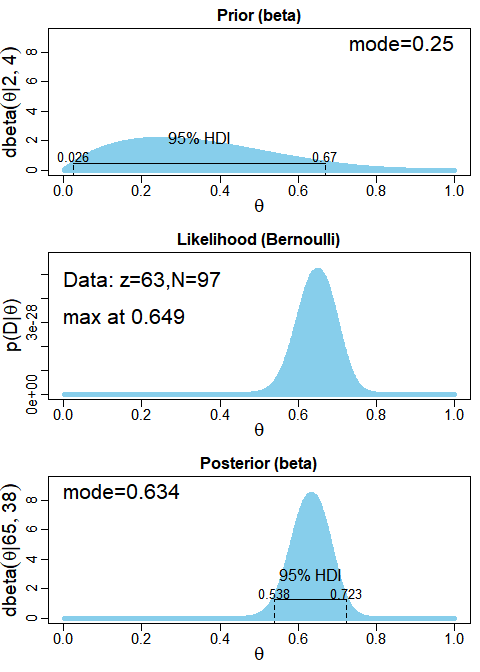 Prior (beta)
dbeta(θ|2, 4)
8
6
4
2
0
mode=0.25
95% HDI
0.026
0.67
0.0 0.2 0.4 0.6 0.8 1.0
θ
Likelihood (Bernoulli)
p(D|θ)
3e-28
0e+00
Data: z=63,N=97
max at 0.649
0.0 0.2 0.4 0.6 0.8 1.0
θ
Posterior (beta)
dbeta(θ|65, 38)
8
6
4
2
0
mode=0.634
95% HDI
0.538
0.723
0.0 0.2 0.4 0.6 0.8 1.0
θ